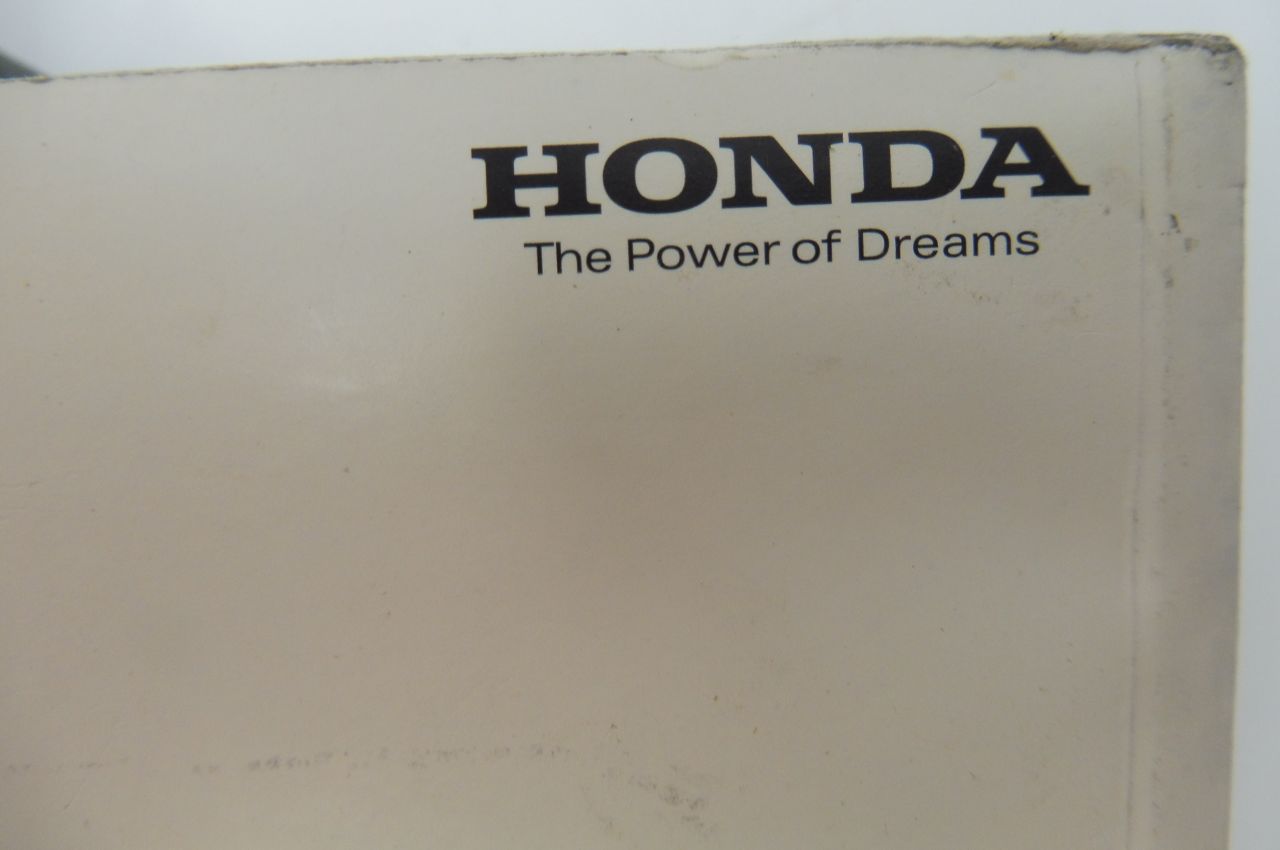 HONDA
The Power of Dreams